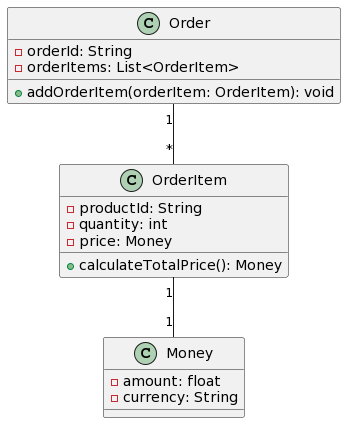 C Order
orderId: String
orderItems: List<OrderItem>
addOrderItem(orderItem: OrderItem): void
1
*
C OrderItem
productId: String
quantity: int
price: Money
calculateTotalPrice(): Money
1
1
C Money
amount: float
currency: String